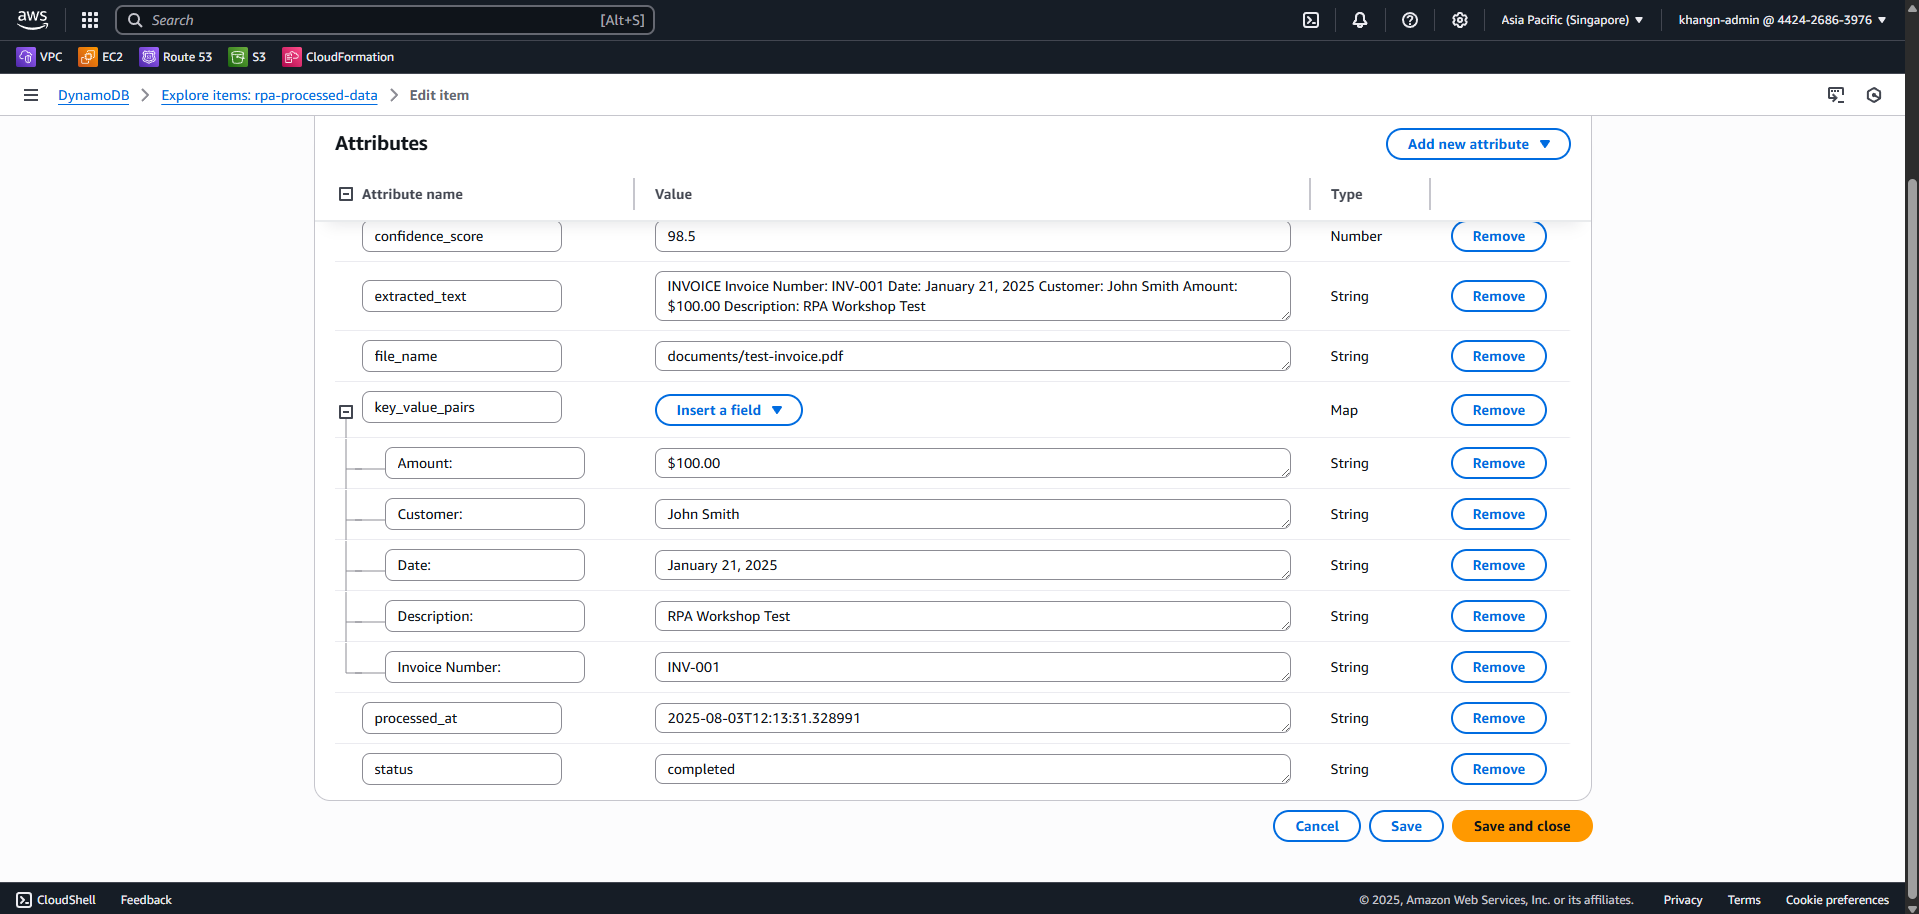 aws
Search [Alt+S]
Asia Pacific (Singapore) ▼
khangn-admin @ 4424-2686-3976 ▼
VPC EC2 Route 53 S3 CloudFormation
DynamoDB > Explore items: rpa-processed-data > Edit item
Attributes
Add new attribute ▼
Attribute name Value Type
confidence_score 98.5 Number Remove
extracted_text INVOICE Invoice Number: INV-001 Date: January 21, 2025 Customer: John Smith Amount:
$100.00 Description: RPA Workshop Test String Remove
file_name documents/test-invoice.pdf String Remove
key_value_pairs Insert a field ▼ Map Remove
Amount: $100.00 String Remove
Customer: John Smith String Remove
Date: January 21, 2025 String Remove
Description: RPA Workshop Test String Remove
Invoice Number: INV-001 String Remove
processed_at 2025-08-03T12:13:31.328991 String Remove
status completed String Remove
Cancel Save Save and close
CloudShell Feedback © 2025, Amazon Web Services, Inc. or its affiliates. Privacy Terms Cookie preferences